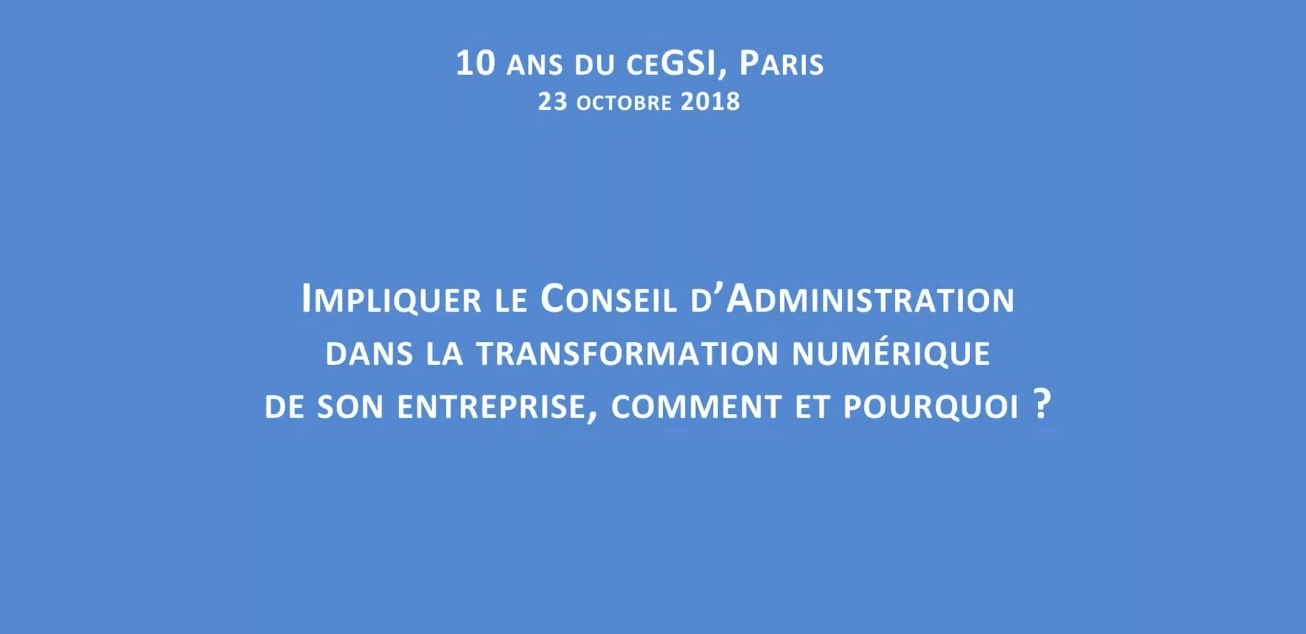 10 ANS DU CEGSI, PARIS
23 OCTOBRE 2018
IMPLIQUER LE CONSEIL D’ADMINISTRATION
DANS LA TRANSFORMATION NUMÉRIQUE
DE SON ENTREPRISE, COMMENT ET POURQUOI ?